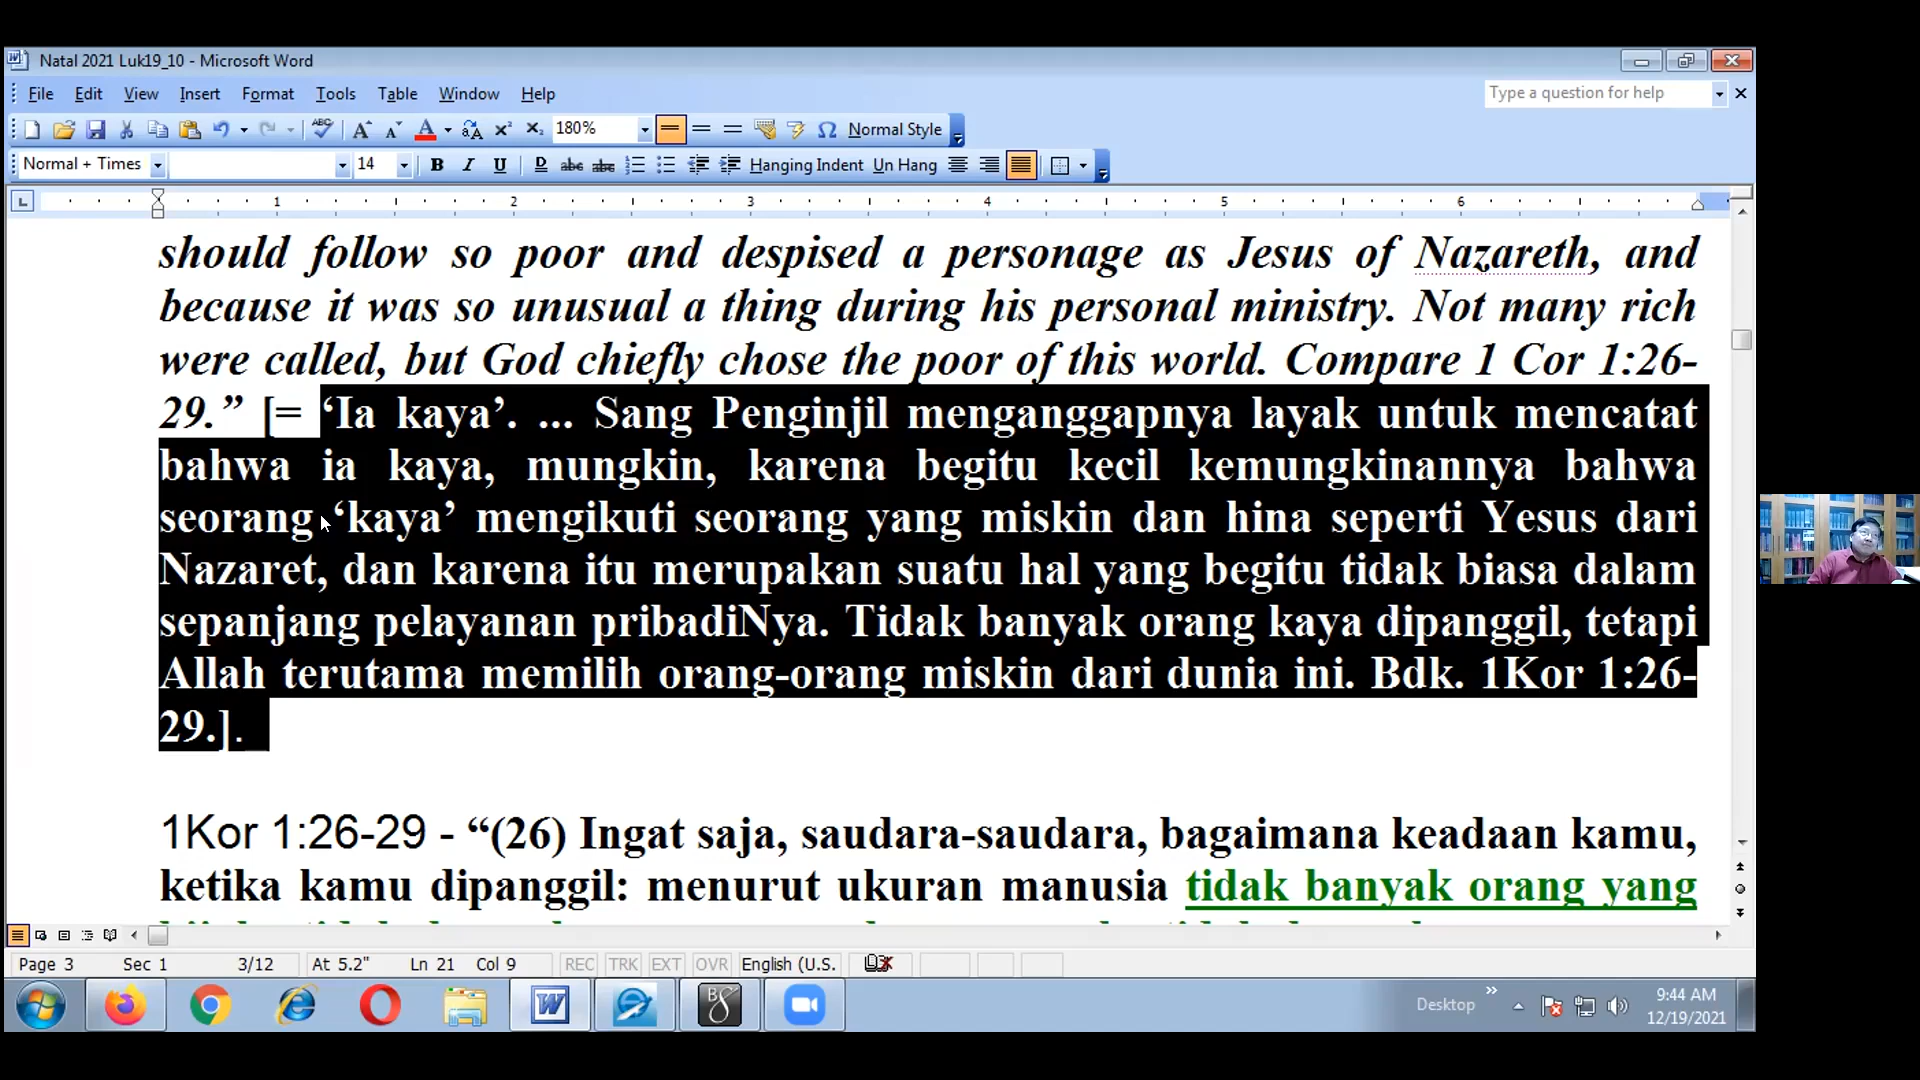 Natal 2021 Luk19_10 - Microsoft Word
File Edit View Insert Format Tools Table Window Help
Type a question for help
180%
Normal Style
Normal + Times
14
Hanging Indent Un Hang
1 2 3 4 5 6
should follow so poor and despised a personage as Jesus of Nazareth, and
because it was so unusual a thing during his personal ministry. Not many rich
were called, but God chiefly chose the poor of this world. Compare 1 Cor 1:26-
29.” [= ‘Ia kaya’. ... Sang Penginjil menganggapnya layak untuk mencatat
bahwa ia kaya, mungkin, karena begitu kecil kemungkinannya bahwa
seorang ‘kaya’ mengikuti seorang yang miskin dan hina seperti Yesus dari
Nazaret, dan karena itu merupakan suatu hal yang begitu tidak biasa dalam
sepanjang pelayanan pribadiNya. Tidak banyak orang kaya dipanggil, tetapi
Allah terutama memilih orang-orang miskin dari dunia ini. Bdk. 1Kor 1:26-
29.].
1Kor 1:26-29 - “(26) Ingat saja, saudara-saudara, bagaimana keadaan kamu,
ketika kamu dipanggil: menurut ukuran manusia tidak banyak orang yang
Page 3 Sec 1 3/12 At 5.2" Ln 21 Col 9 REC TRK EXT OVR English (U.S.
Desktop
9:44 AM
12/19/2021